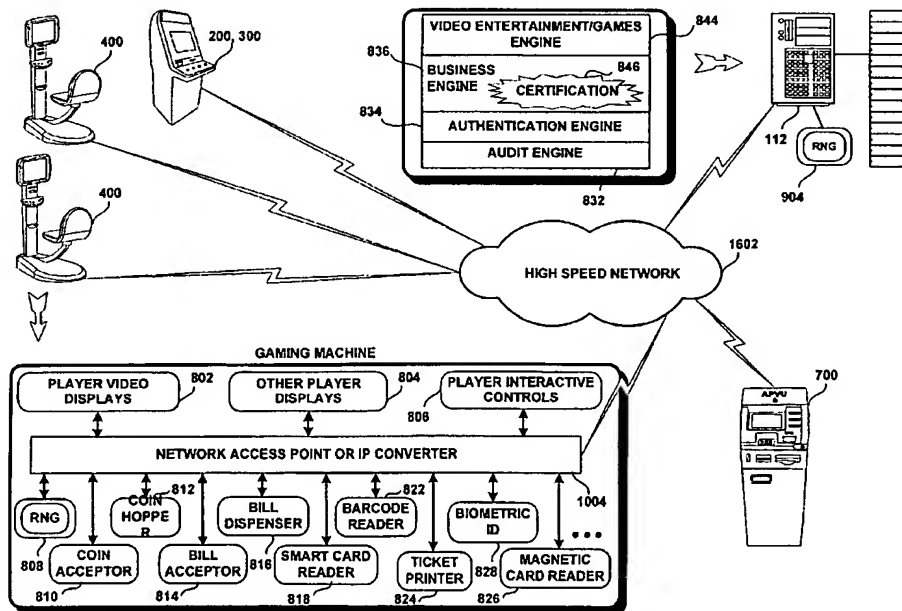 400
200, 300
400
VIDEO ENTERTAINMENT/GAMES
ENGINE
844
836
BUSINESS
ENGINE
846
CERTIFICATION
834
AUTHENTICATION ENGINE
AUDIT ENGINE
832
112
RNG
904
HIGH SPEED NETWORK
1602
GAMING MACHINE
PLAYER VIDEO
DISPLAYS
802
OTHER PLAYER
DISPLAYS
804
806
PLAYER INTERACTIVE
CONTROLS
700
APVU
NETWORK ACCESS POINT OR IP CONVERTER
1004
RNG
808
COIN
HOPPE
R
812
BILL
DISPENSER
816
BARCODE
READER
822
BIOMETRIC
ID
828
COIN
ACCEPTOR
810
BILL
ACCEPTOR
814
SMART CARD
READER
818
TICKET
PRINTER
824
MAGNETIC
CARD READER
826